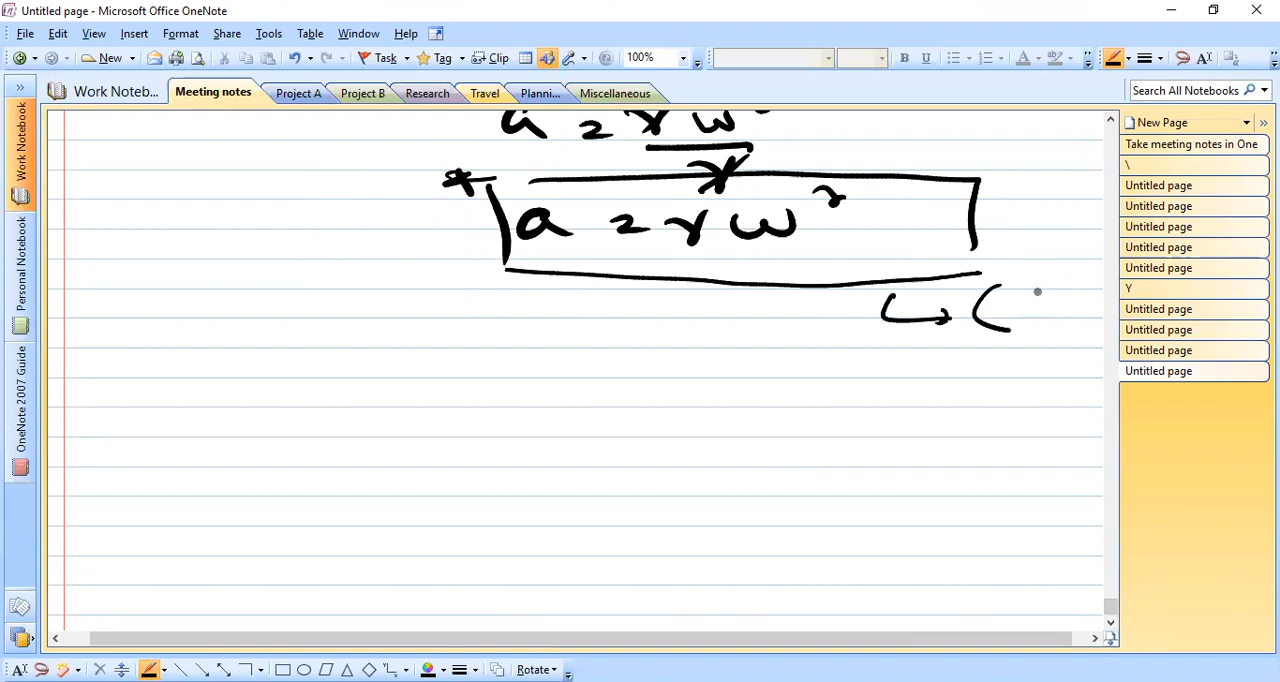 Untitled page - Microsoft Office OneNote
File Edit View Insert Format Share Tools Table Window Help
New Task Tag Clip 100% B U A
Work Noteb... Meeting notes Project A Project B Research Travel Planni... Miscellaneous Search All Notebooks
New Page
Take meeting notes in One
\
Untitled page
Untitled page
Untitled page
Untitled page
Untitled page
Y
Untitled page
Untitled page
Untitled page
Untitled page
Work Notebook
Personal Notebook
OneNote 2007 Guide
a = r ω²
r
* a = r ω²
↳ (
Rotate